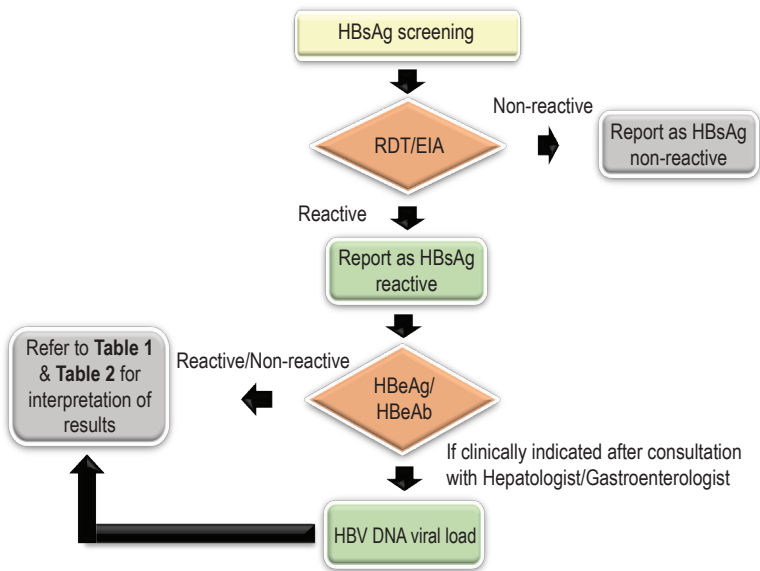 HBsAg screening
RDT/EIA
Non-reactive
Report as HBsAg
non-reactive
Reactive
Report as HBsAg
reactive
HBeAg/
HBeAb
Reactive/Non-reactive
Refer to Table 1
& Table 2 for
interpretation of
results
If clinically indicated after consultation
with Hepatologist/Gastroenterologist
HBV DNA viral load